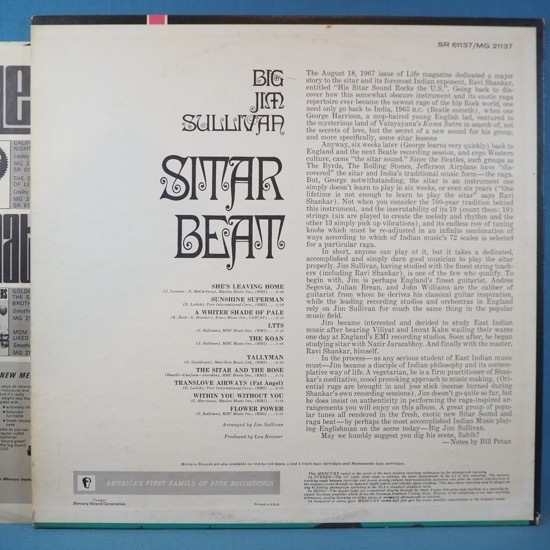 SR 61137/MG 21137
BIG
JIM
SULLIVAN
SITAR
BEAT
SHE'S LEAVING HOME
SUNSHINE SUPERMAN
A WHITER SHADE OF PALE
LTTS
THE KOAN
TALLYMAN
THE SITAR AND THE ROSE
TRANSLOVE AIRWAYS (Fat Angel)
WITHIN YOU WITHOUT YOU
FLOWER POWER
Arranged by Jim Sullivan
Produced by Lou Reizner
The August 18, 1967 issue of Life magazine dedicated a major
story to the sitar and its foremost Indian exponent, Ravi Shankar,
entitled "His Sitar Sound Rocks the U.S.". Going back to dis-
cover how this somewhat obscure instrument and its exotic raga
repertoire ever became the newest rage of the hip Rock world, one
need only go back to India, 1965 B.C. (Beatle cometh), when one
George Harrison, a mop-haired young English lad, ventured to
the mysterious land of Vatsyayana's Kama Sutra in search of, not
the secrets of love, but the secret of a new sound for his group,
and more specifically, some sitar lessons.
Anyway, six weeks later (George learns very quickly) back to
England and the next Beatle recording session, and ergo Western
culture, came "the sitar sound." Since the Beatles, such groups as
The Byrds, The Rolling Stones, Jefferson Airplane have "dis-
covered" the sitar and India's traditional music form—the raga.
But, George notwithstanding, the sitar is an instrument one
simply doesn't learn to play in six weeks, or even six years ("One
lifetime is not enough to learn to play the sitar" says Ravi
Shankar). Not when you consider the 700-year tradition behind
this instrument, and the inscrutability of its 19 (count them: 19)
strings (six are played to create the melody and rhythm and the
other 13 simply pick up vibrations), and its endless row of tuning
knobs which must be re-adjusted in an infinite combination of
ways according to which of Indian music's 72 scales is selected
for a particular raga.
In short, anyone can play at it, but it takes a dedicated,
accomplished and simply darn good musician to play the sitar
properly. Jim Sullivan, having studied with the finest sitar teach-
ers (including Ravi Shankar), is one of the few who qualify. To
begin with, Jim is perhaps England's finest guitarist. Andres
Segovia, Julian Brean, and John Williams are the caliber of
guitarist from whom he derives his classical guitar inspiration,
while the leading recording studios and orchestras in England
rely on Jim Sullivan for much the same thing in the popular
music field.
Jim became interested and decided to study East Indian
music after hearing Viliyat and Imrat Kahn wailing their wares
one day at England's EMI recording studios. Soon after, he began
studying sitar with Nazir Jarazabhoy. And finally with the master,
Ravi Shankar, himself.
In the process—as any serious student of East Indian music
must—Jim became a disciple of Indian philosophy and its contem-
plative way of life. A vegetarian, he is a firm practitioner of Shan-
kar's meditative, mood provoking approach to music making. (Ori-
ental rugs are brought in and joss stick incense burned during
Shankar's own recording sessions). Jim doesn't go quite so far, but
he does insist on authenticity in performing the rags-inspired ar-
rangements you will enjoy on this album. A great group of popu-
lar tunes all rendered in the fresh, exotic new Sitar Sound and
raga beat—by perhaps the most accomplished Indian Music play-
ing Englishman on the scene today—Big Jim Sullivan.
May we humbly suggest you dig his scene, Sahib?
—Notes by Bill Petan
AMERICA'S FIRST FAMILY OF FINE RECORDINGS
Mercury Record Corporation
Printed in U.S.A.
NEW ME